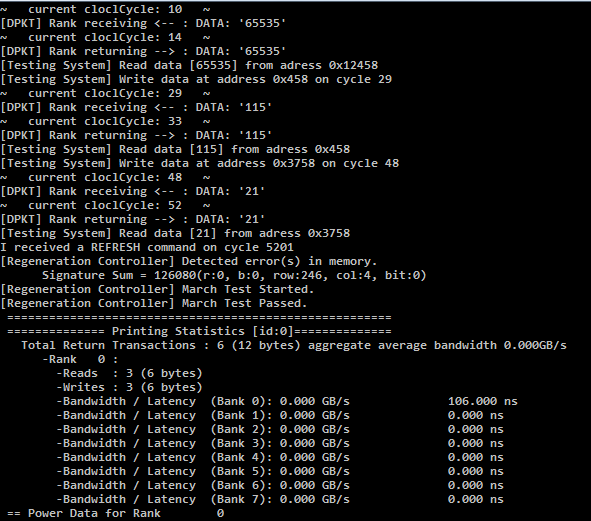 ~   current cloclCycle: 10   ~
[DPKT] Rank receiving <-- : DATA: '65535'
~   current cloclCycle: 14   ~
[DPKT] Rank returning --> : DATA: '65535'
[Testing System] Read data [65535] from adress 0x12458
[Testing System] Write data at address 0x458 on cycle 29
~   current cloclCycle: 29   ~
[DPKT] Rank receiving <-- : DATA: '115'
~   current cloclCycle: 33   ~
[DPKT] Rank returning --> : DATA: '115'
[Testing System] Read data [115] from adress 0x458
[Testing System] Write data at address 0x3758 on cycle 48
~   current cloclCycle: 48   ~
[DPKT] Rank receiving <-- : DATA: '21'
~   current cloclCycle: 52   ~
[DPKT] Rank returning --> : DATA: '21'
[Testing System] Read data [21] from adress 0x3758
I received a REFRESH command on cycle 5201
[Regeneration Controller] Detected error(s) in memory.
      Signature Sum = 126080(r:0, b:0, row:246, col:4, bit:0)
[Regeneration Controller] March Test Started.
[Regeneration Controller] March Test Passed.
 =======================================================
 ============== Printing Statistics [id:0]==============
   Total Return Transactions : 6 (12 bytes) aggregate average bandwidth 0.000GB/s
      -Rank   0 :
        -Reads  : 3 (6 bytes)
        -Writes : 3 (6 bytes)
        -Bandwidth / Latency  (Bank 0): 0.000 GB/s              106.000 ns
        -Bandwidth / Latency  (Bank 1): 0.000 GB/s              0.000 ns
        -Bandwidth / Latency  (Bank 2): 0.000 GB/s              0.000 ns
        -Bandwidth / Latency  (Bank 3): 0.000 GB/s              0.000 ns
        -Bandwidth / Latency  (Bank 4): 0.000 GB/s              0.000 ns
        -Bandwidth / Latency  (Bank 5): 0.000 GB/s              0.000 ns
        -Bandwidth / Latency  (Bank 6): 0.000 GB/s              0.000 ns
        -Bandwidth / Latency  (Bank 7): 0.000 GB/s              0.000 ns
 == Power Data for Rank        0